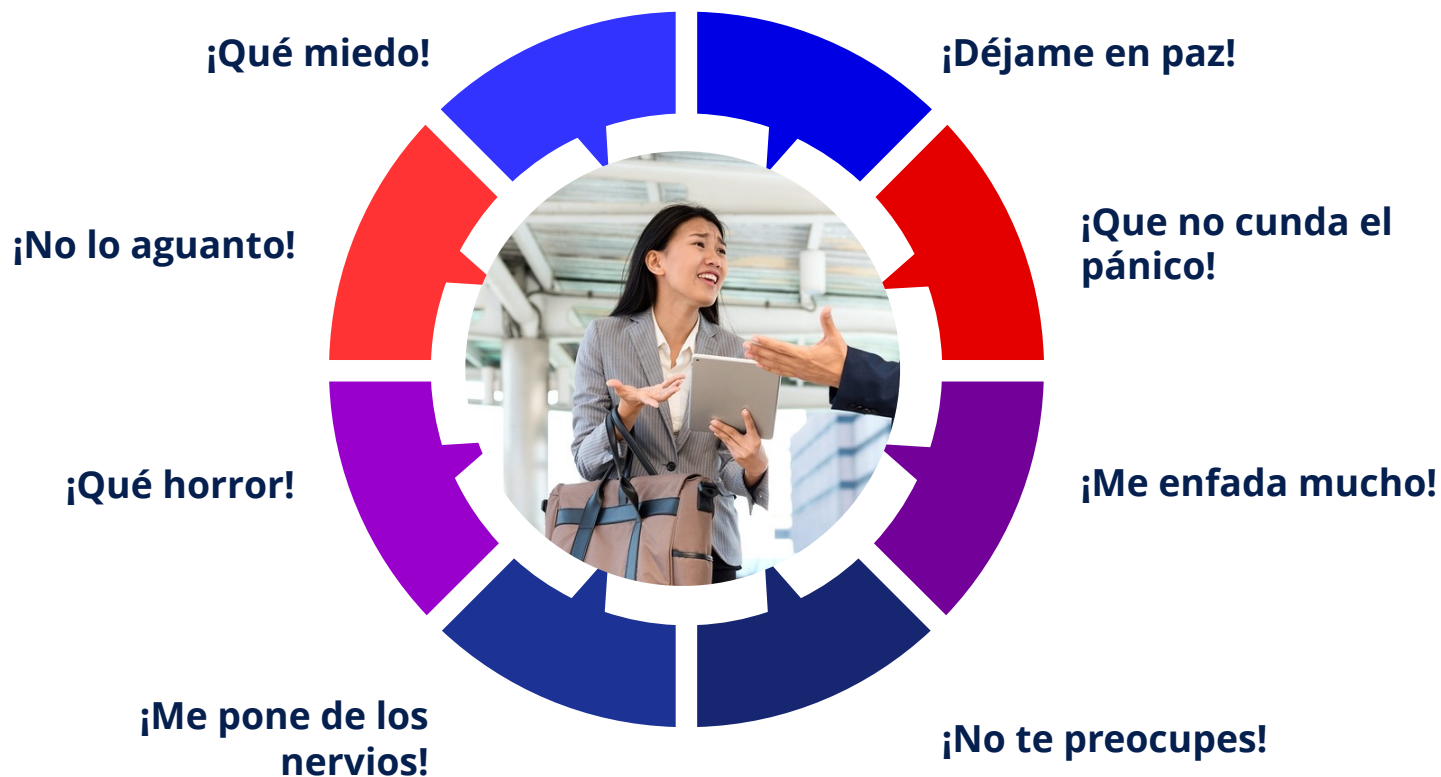 ¡Qué miedo!
¡Déjame en paz!
¡No lo aguanto!
¡Que no cunda el
pánico!
¡Qué horror!
¡Me enfada mucho!
¡Me pone de los
nervios!
¡No te preocupes!